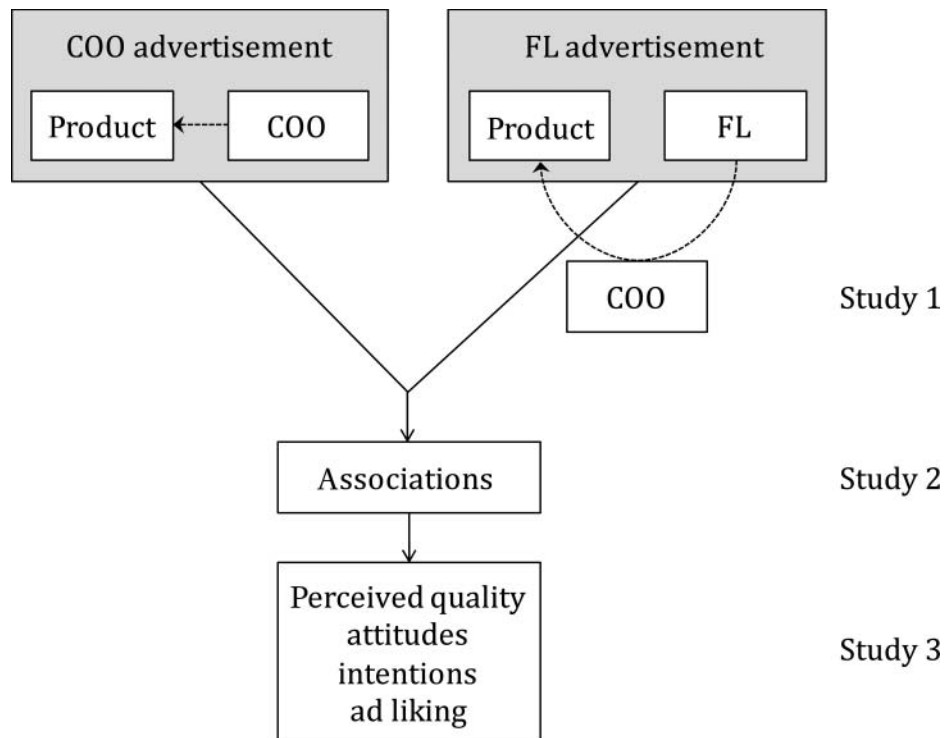 COO advertisement
Product
COO
FL advertisement
Product
FL
COO
Study 1
Associations
Study 2
Perceived quality
attitudes
intentions
ad liking
Study 3